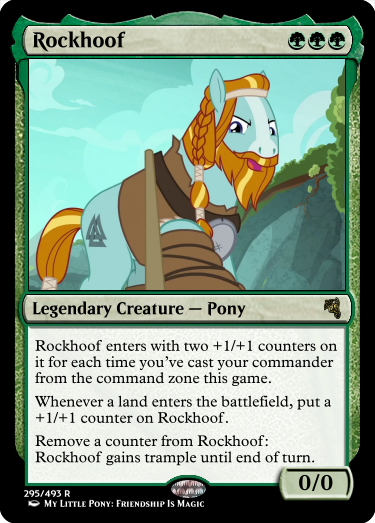 Rockhoof
Legendary Creature — Pony
Rockhoof enters with two +1/+1 counters on
it for each time you've cast your commander
from the command zone this game.
Whenever a land enters the battlefield, put a
+1/+1 counter on Rockhoof.
Remove a counter from Rockhoof:
Rockhoof gains trample until end of turn.
0/0
295/493 R
My Little Pony: Friendship Is Magic